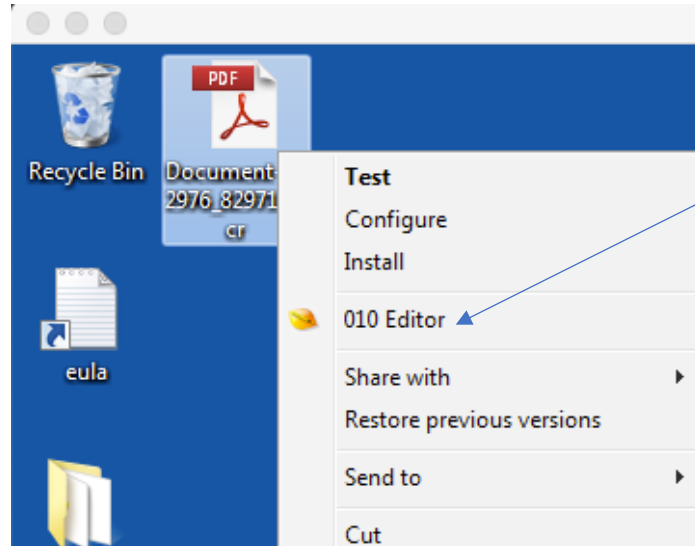 PDF
Recycle Bin
Document
2976_82971
cr
Test
Configure
Install
010 Editor
eula
Share with
Restore previous versions
Send to
Cut